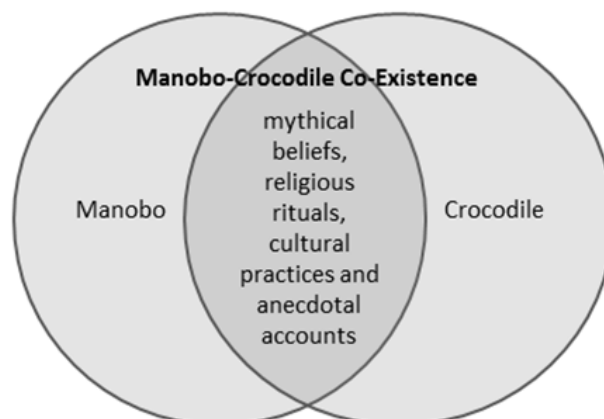 Manobo-Crocodile Co-Existence
mythical
beliefs,
religious
rituals,
cultural
practices and
anecdotal
accounts
Manobo
Crocodile